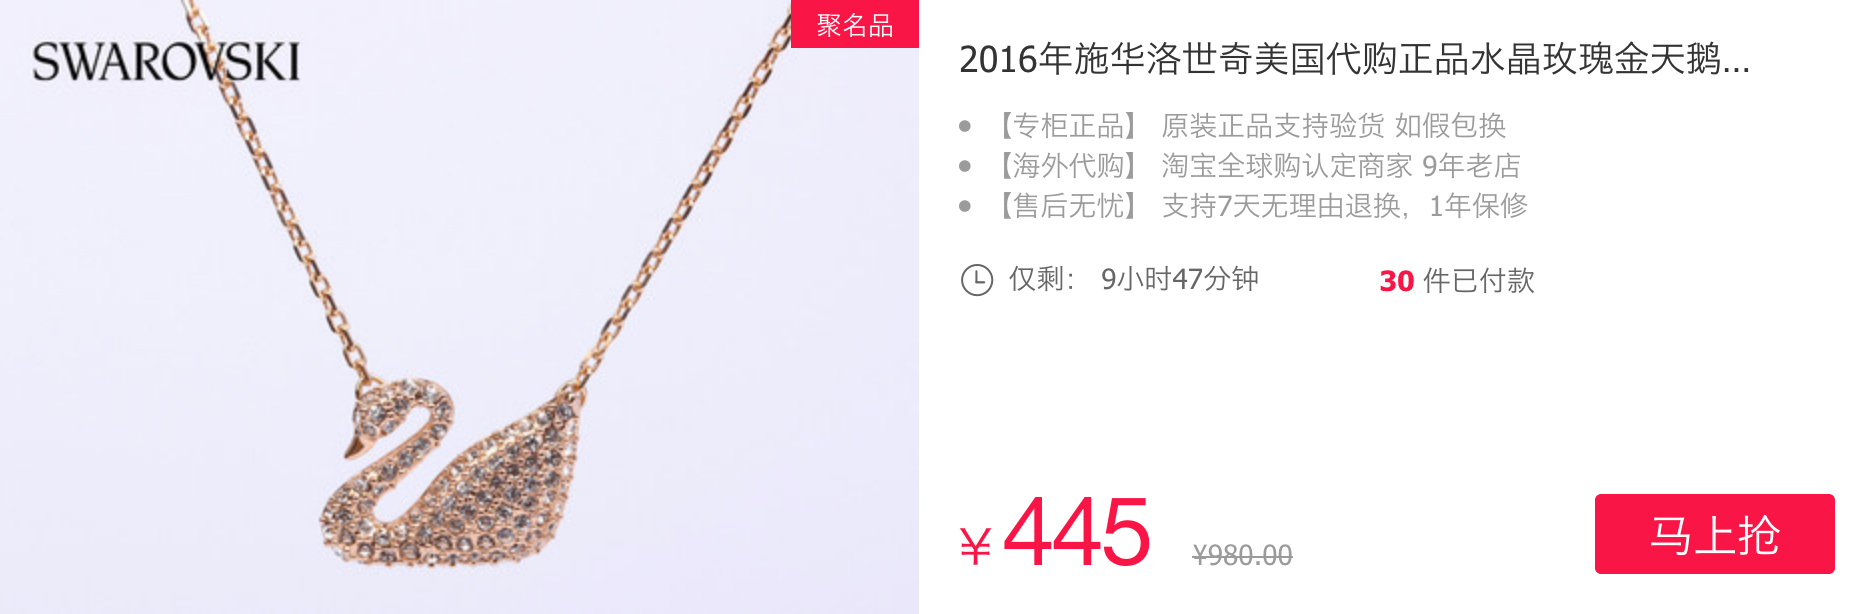 SWAROVSKI
聚名品
2016年施华洛世奇美国代购正品水晶玫瑰金天鹅...
【专柜正品】 原装正品支持验货 如假包换
【海外代购】 淘宝全球购认定商家 9年老店
【售后无忧】 支持7天无理由退换，1年保修
仅剩： 9小时47分钟
30 件已付款
¥445
¥980.00
马上抢